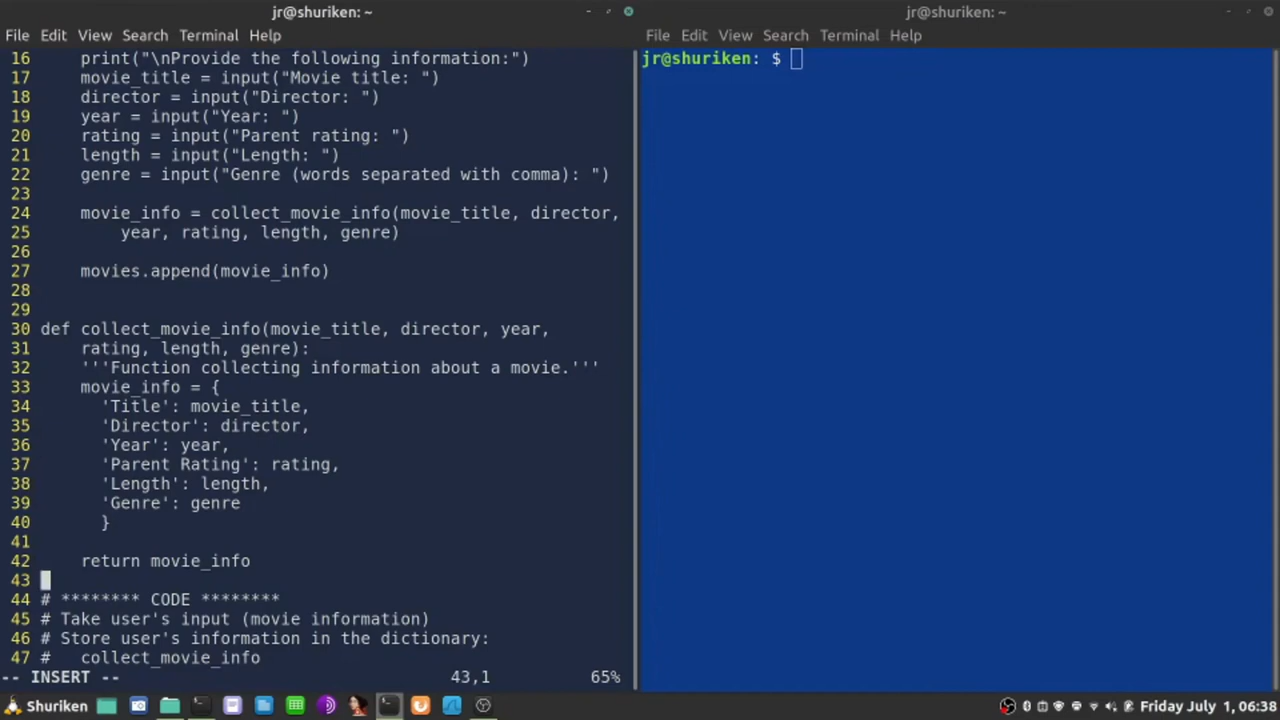 jr@shuriken: ~
File Edit View Search Terminal Help
16 print("\nProvide the following information:")
17 movie_title = input("Movie title: ")
18 director = input("Director: ")
19 year = input("Year: ")
20 rating = input("Parent rating: ")
21 length = input("Length: ")
22 genre = input("Genre (words separated with comma): ")
23
24 movie_info = collect_movie_info(movie_title, director,
25 year, rating, length, genre)
26
27 movies.append(movie_info)
28
29
30 def collect_movie_info(movie_title, director, year,
31 rating, length, genre):
32 '''Function collecting information about a movie.'''
33 movie_info = {
34 'Title': movie_title,
35 'Director': director,
36 'Year': year,
37 'Parent Rating': rating,
38 'Length': length,
39 'Genre': genre
40 }
41
42 return movie_info
43
44 # ******** CODE ********
45 # Take user's input (movie information)
46 # Store user's information in the dictionary:
47 # collect_movie_info
-- INSERT -- 43,1 65%
jr@shuriken: ~
File Edit View Search Terminal Help
jr@shuriken: $
Shuriken
Friday July 1, 06:38